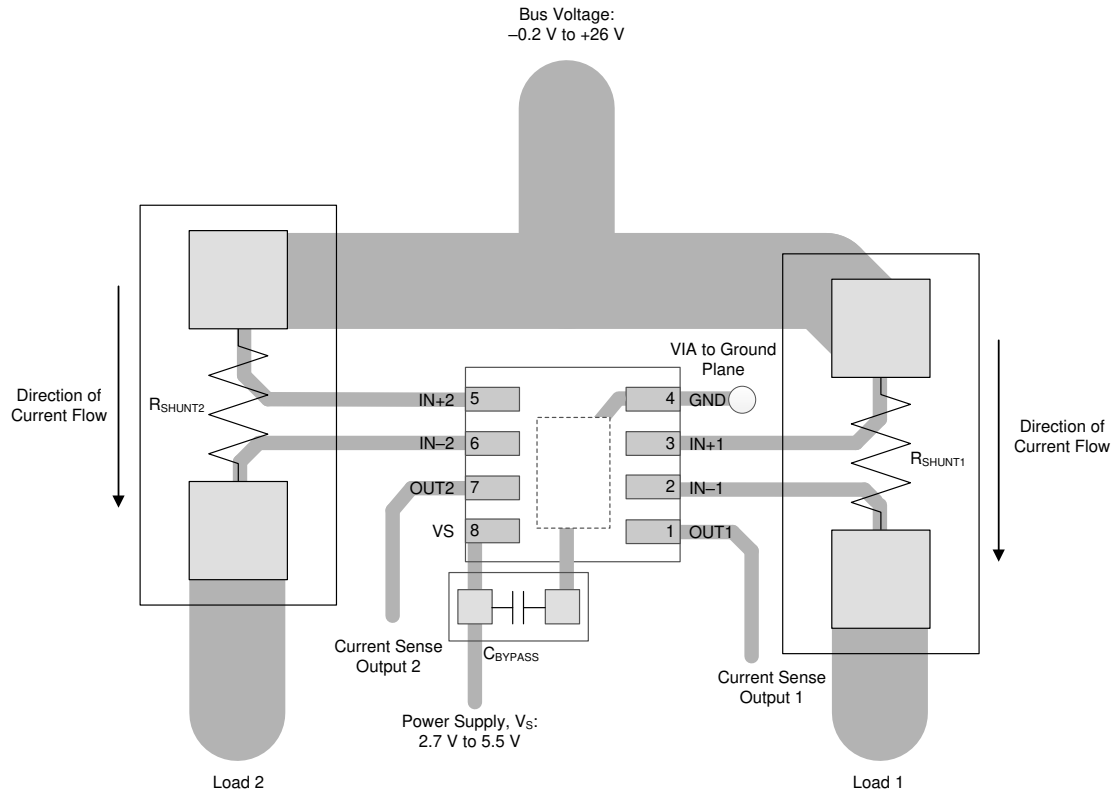 Bus Voltage:
–0.2 V to +26 V
VIA to Ground
Plane
Direction of
Current Flow
RSHUNT2
IN+2
5
4
GND
IN–2
6
3
IN+1
Direction of
Current Flow
RSHUNT1
OUT2
7
2
IN–1
VS
8
1
OUT1
Current Sense
Output 2
CBYPASS
Current Sense
Output 1
Power Supply, VS:
2.7 V to 5.5 V
Load 2
Load 1